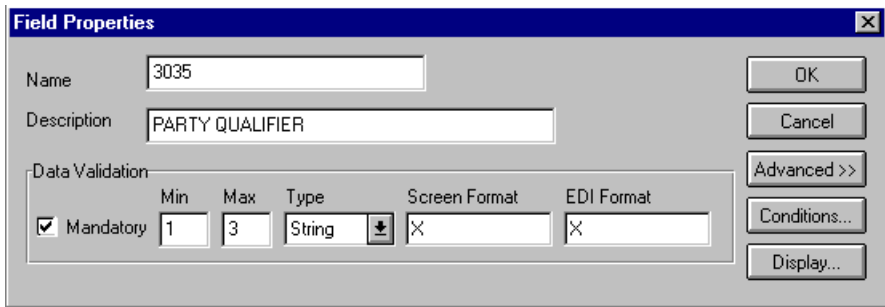 Field Properties
Name 3035 OK
Description PARTY QUALIFIER Cancel
Data Validation Advanced >>
Min Max Type Screen Format EDI Format
Mandatory 1 3 String X X Conditions...
Display...